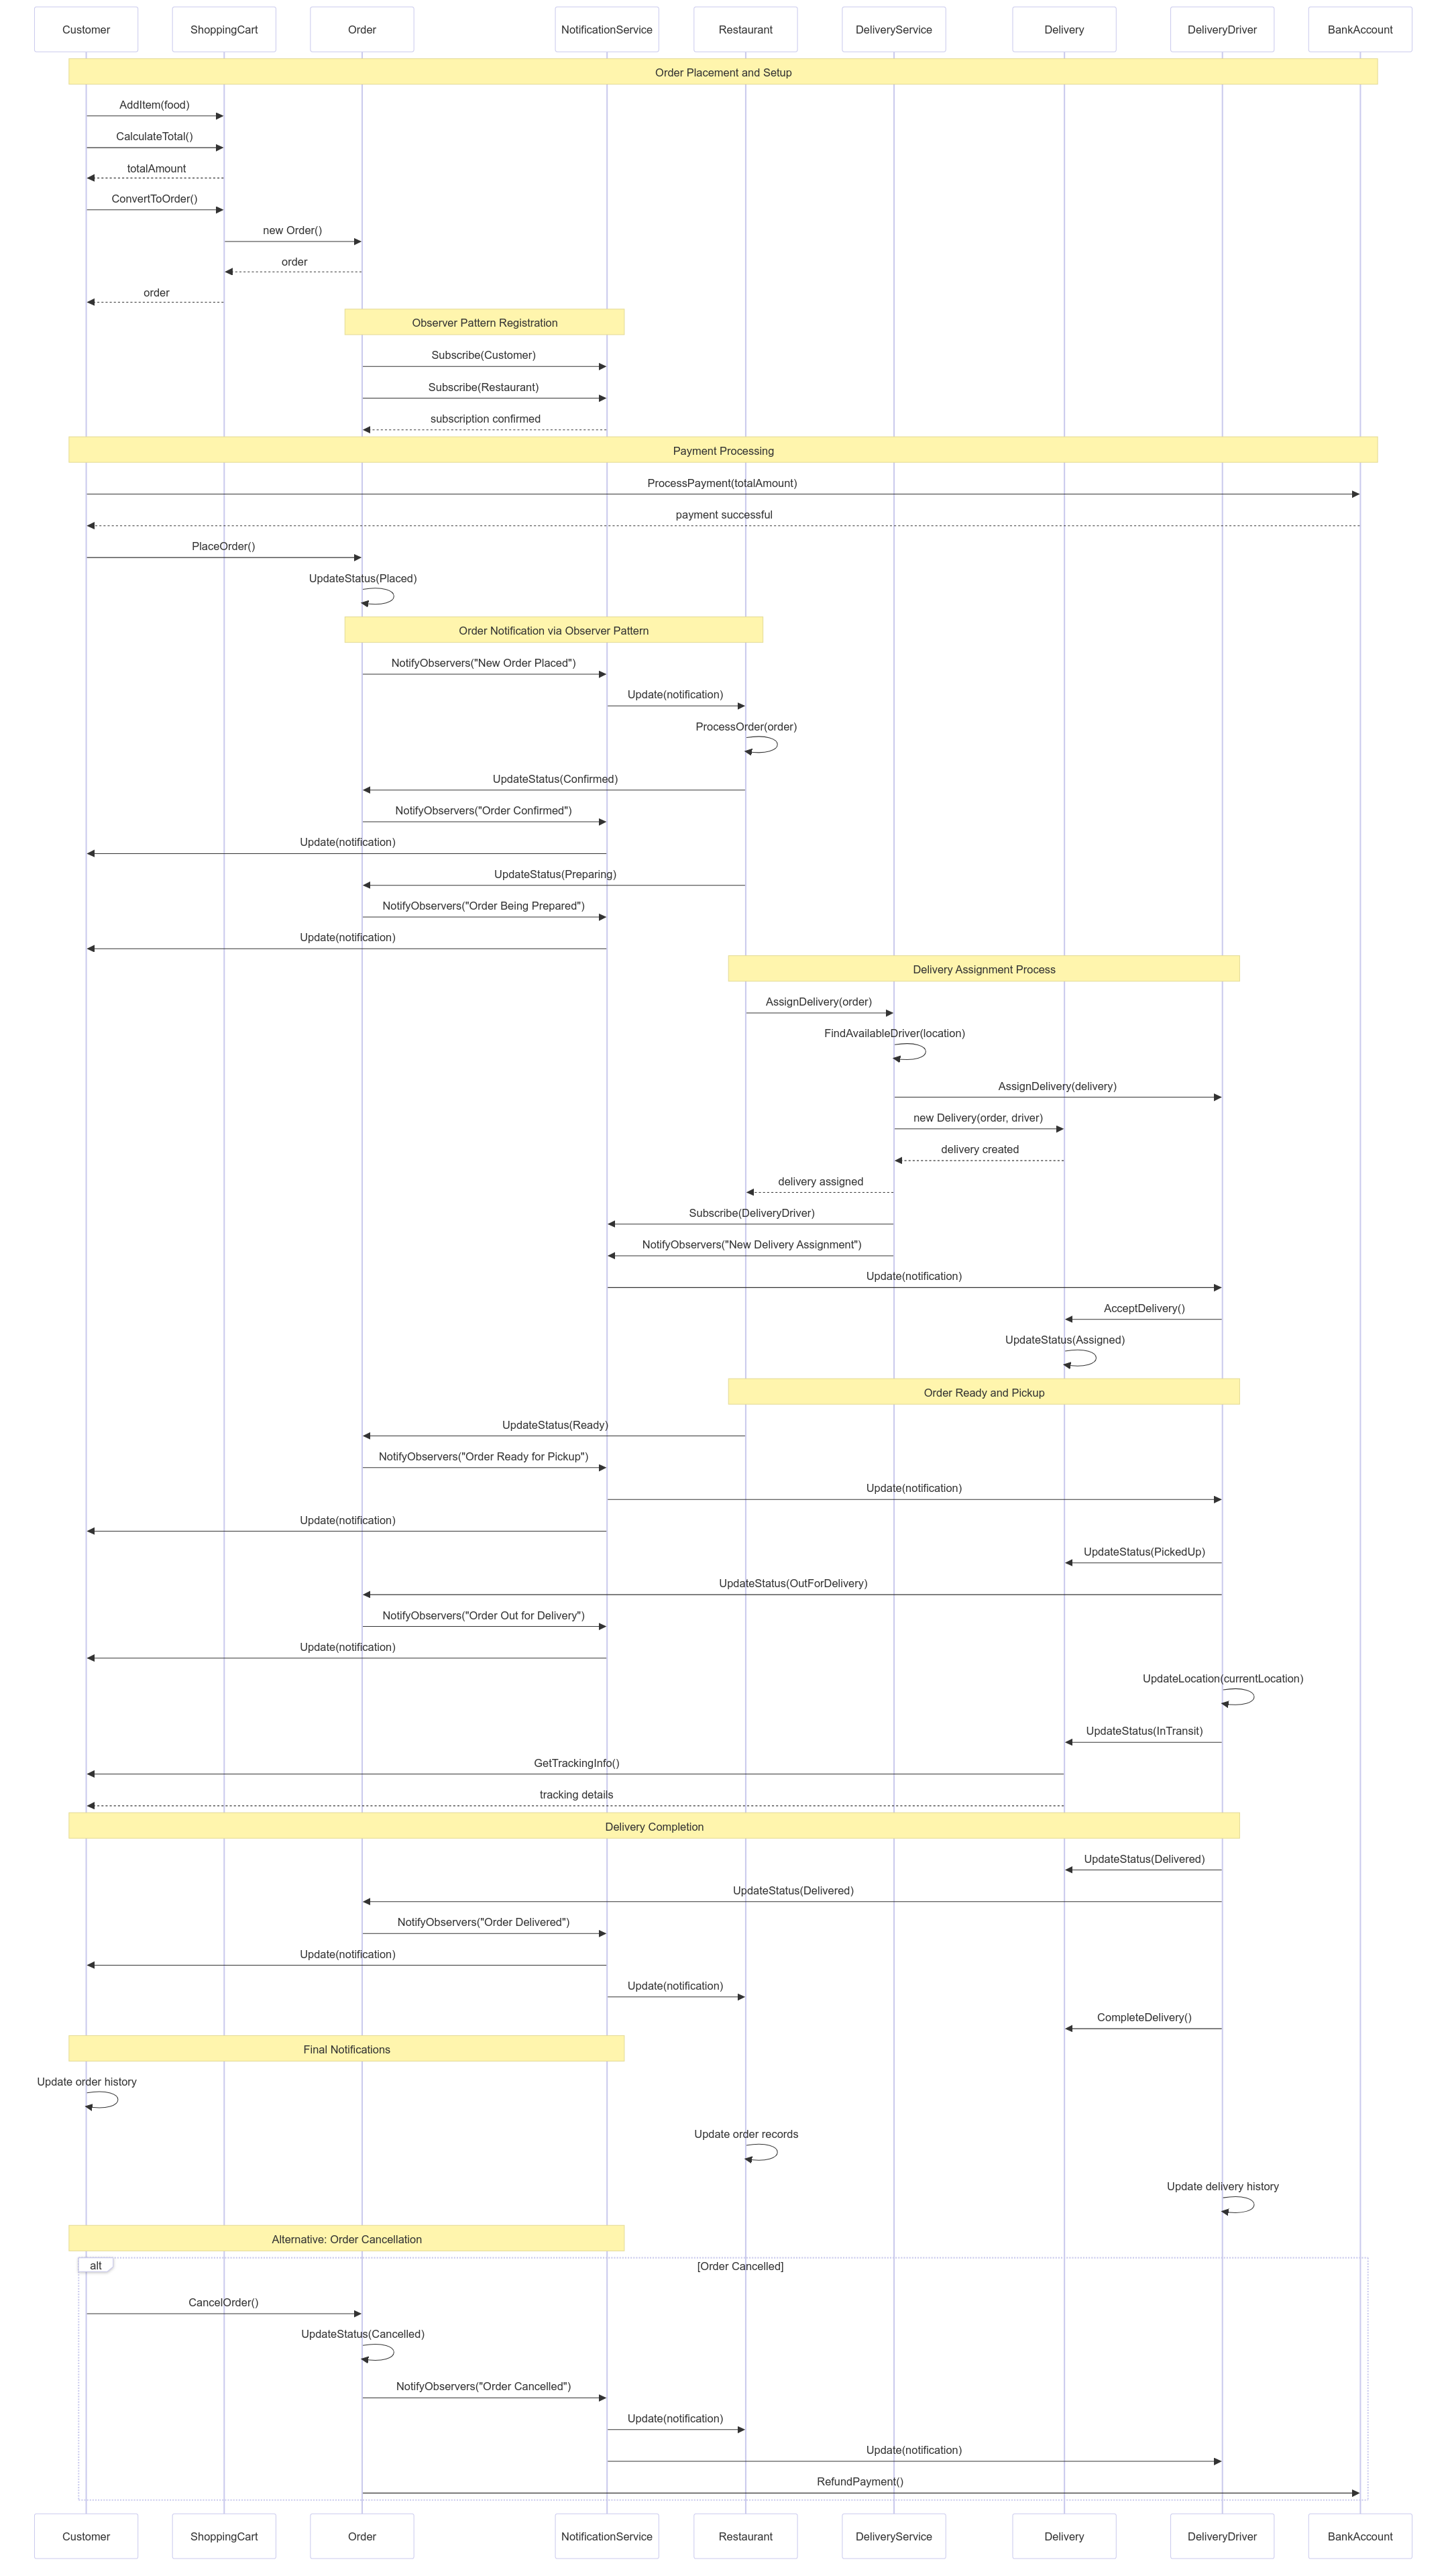 Customer
ShoppingCart
Order
NotificationService
Restaurant
DeliveryService
Delivery
DeliveryDriver
BankAccount
Order Placement and Setup
AddItem(food)
CalculateTotal()
totalAmount
ConvertToOrder()
new Order()
order
order
Observer Pattern Registration
Subscribe(Customer)
Subscribe(Restaurant)
subscription confirmed
Payment Processing
ProcessPayment(totalAmount)
payment successful
PlaceOrder()
UpdateStatus(Placed)
Order Notification via Observer Pattern
NotifyObservers("New Order Placed")
Update(notification)
ProcessOrder(order)
UpdateStatus(Confirmed)
NotifyObservers("Order Confirmed")
Update(notification)
UpdateStatus(Preparing)
NotifyObservers("Order Being Prepared")
Update(notification)
Delivery Assignment Process
AssignDelivery(order)
FindAvailableDriver(location)
AssignDelivery(delivery)
new Delivery(order, driver)
delivery created
delivery assigned
Subscribe(DeliveryDriver)
NotifyObservers("New Delivery Assignment")
Update(notification)
AcceptDelivery()
UpdateStatus(Assigned)
Order Ready and Pickup
UpdateStatus(Ready)
NotifyObservers("Order Ready for Pickup")
Update(notification)
Update(notification)
UpdateStatus(PickedUp)
UpdateStatus(OutForDelivery)
NotifyObservers("Order Out for Delivery")
Update(notification)
UpdateLocation(currentLocation)
UpdateStatus(InTransit)
GetTrackingInfo()
tracking details
Delivery Completion
UpdateStatus(Delivered)
UpdateStatus(Delivered)
NotifyObservers("Order Delivered")
Update(notification)
Update(notification)
CompleteDelivery()
Final Notifications
Update order history
Update order records
Update delivery history
Alternative: Order Cancellation
alt
[Order Cancelled]
CancelOrder()
UpdateStatus(Cancelled)
NotifyObservers("Order Cancelled")
Update(notification)
Update(notification)
RefundPayment()
Customer
ShoppingCart
Order
NotificationService
Restaurant
DeliveryService
Delivery
DeliveryDriver
BankAccount